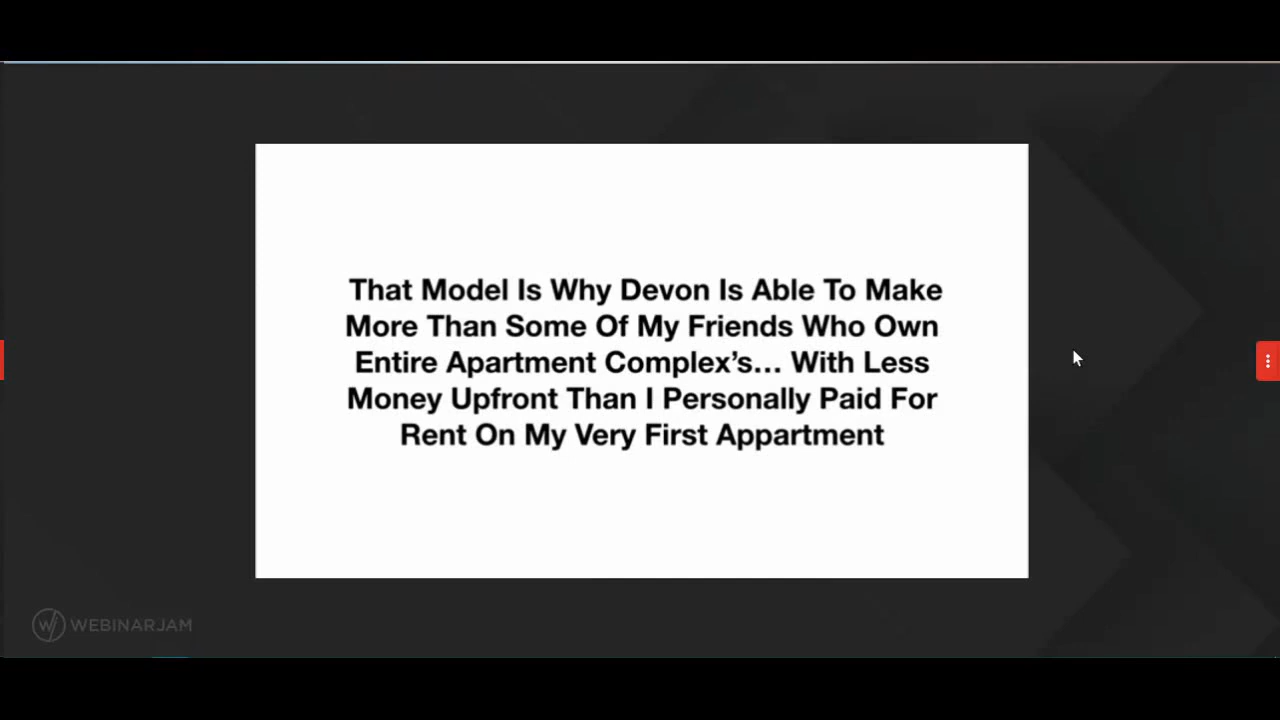 That Model Is Why Devon Is Able To Make
More Than Some Of My Friends Who Own
Entire Apartment Complex’s... With Less
Money Upfront Than I Personally Paid For
Rent On My Very First Appartment
WEBINARJAM